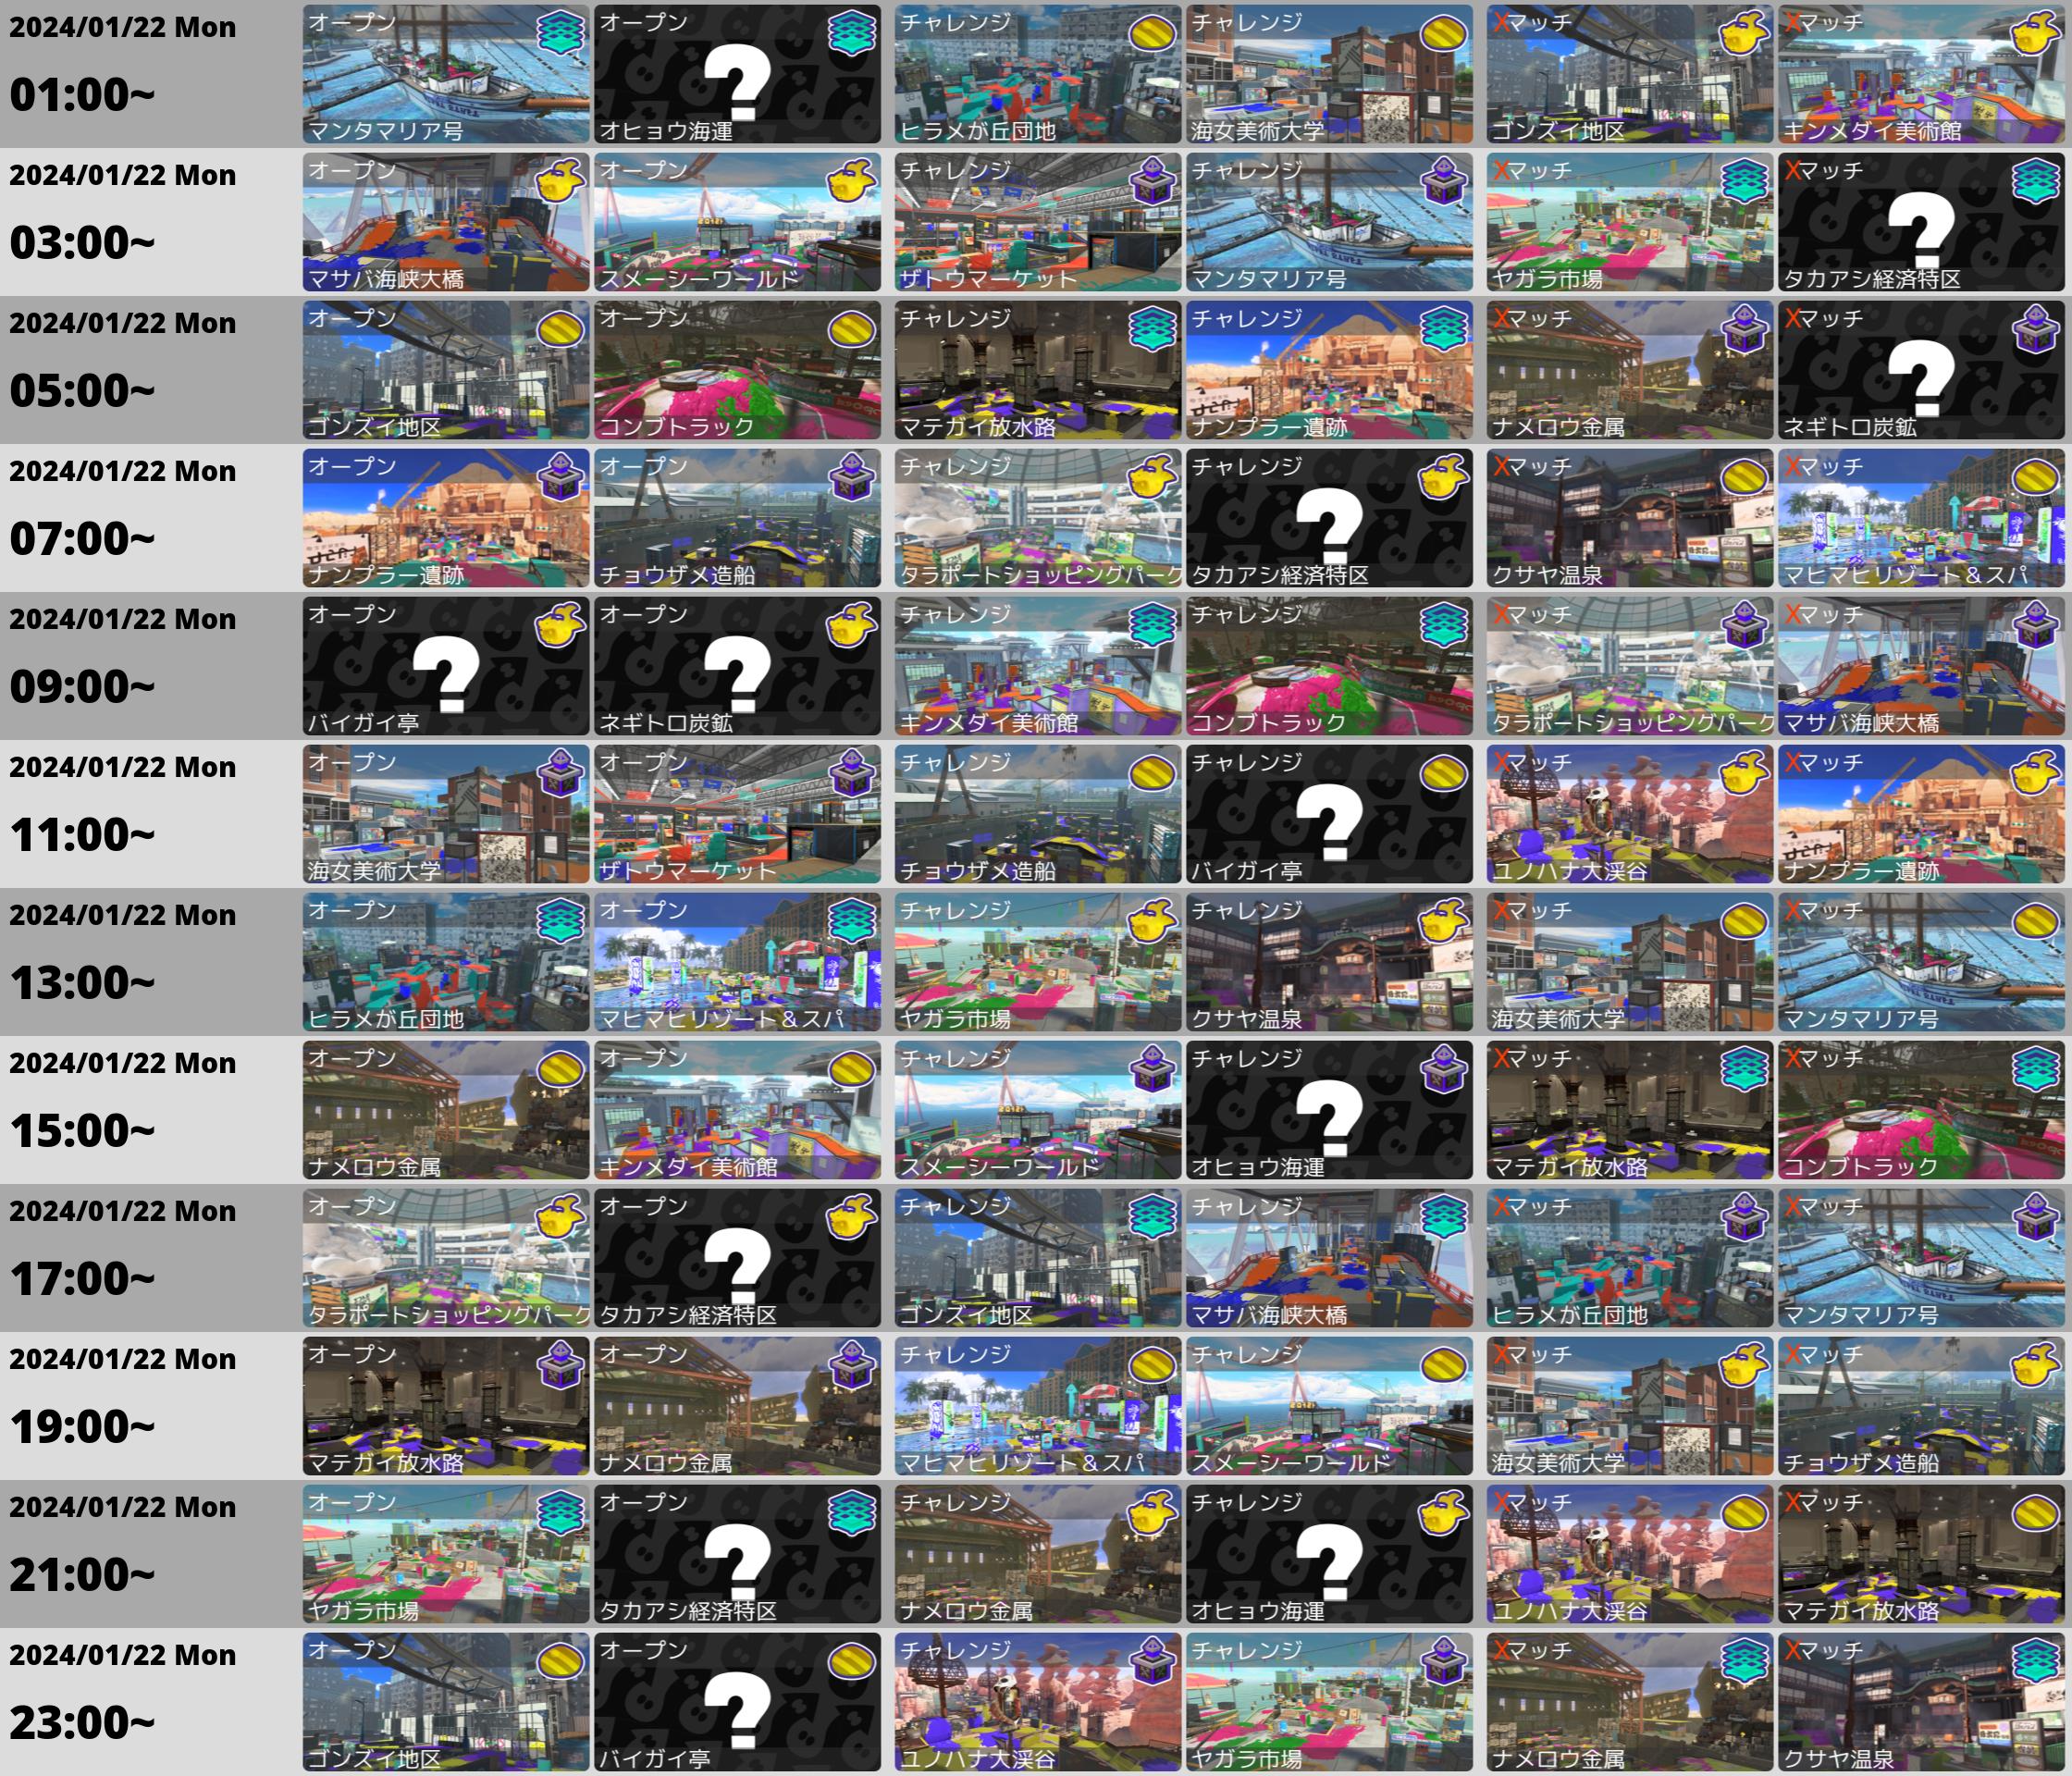 2024/01/22 Mon
01:00~
オープン
マンタマリア号
オープン
オヒョウ海運
チャレンジ
ヒラメが丘団地
チャレンジ
海女美術大学
Xマッチ
ゴンズイ地区
Xマッチ
キンメダイ美術館
2024/01/22 Mon
03:00~
オープン
マサバ海峡大橋
オープン
スメーシーワールド
チャレンジ
ザトウマーケット
チャレンジ
マンタマリア号
Xマッチ
ヤガラ市場
Xマッチ
タカアシ経済特区
2024/01/22 Mon
05:00~
オープン
ゴンズイ地区
オープン
コンブトラック
チャレンジ
マテガイ放水路
チャレンジ
ナンプラー遺跡
Xマッチ
ナメロウ金属
Xマッチ
ネギトロ炭鉱
2024/01/22 Mon
07:00~
オープン
ナンプラー遺跡
オープン
チョウザメ造船
チャレンジ
タラポートショッピングパーク
チャレンジ
タカアシ経済特区
Xマッチ
クサヤ温泉
Xマッチ
マヒマヒリゾート＆スパ
2024/01/22 Mon
09:00~
オープン
バイガイ亭
オープン
ネギトロ炭鉱
チャレンジ
キンメダイ美術館
チャレンジ
コンブトラック
Xマッチ
タラポートショッピングパーク
Xマッチ
マサバ海峡大橋
2024/01/22 Mon
11:00~
オープン
海女美術大学
オープン
ザトウマーケット
チャレンジ
チョウザメ造船
チャレンジ
バイガイ亭
Xマッチ
ユノハナ大渓谷
Xマッチ
ナンプラー遺跡
2024/01/22 Mon
13:00~
オープン
ヒラメが丘団地
オープン
マヒマヒリゾート＆スパ
チャレンジ
ヤガラ市場
チャレンジ
クサヤ温泉
Xマッチ
海女美術大学
Xマッチ
マンタマリア号
2024/01/22 Mon
15:00~
オープン
ナメロウ金属
オープン
キンメダイ美術館
チャレンジ
スメーシーワールド
チャレンジ
オヒョウ海運
Xマッチ
マテガイ放水路
Xマッチ
コンブトラック
2024/01/22 Mon
17:00~
オープン
タラポートショッピングパーク
オープン
タカアシ経済特区
チャレンジ
ゴンズイ地区
チャレンジ
マサバ海峡大橋
Xマッチ
ヒラメが丘団地
Xマッチ
マンタマリア号
2024/01/22 Mon
19:00~
オープン
マテガイ放水路
オープン
ナメロウ金属
チャレンジ
マヒマヒリゾート＆スパ
チャレンジ
スメーシーワールド
Xマッチ
海女美術大学
Xマッチ
チョウザメ造船
2024/01/22 Mon
21:00~
オープン
ヤガラ市場
オープン
タカアシ経済特区
チャレンジ
ナメロウ金属
チャレンジ
オヒョウ海運
Xマッチ
ユノハナ大渓谷
Xマッチ
マテガイ放水路
2024/01/22 Mon
23:00~
オープン
ゴンズイ地区
オープン
バイガイ亭
チャレンジ
ユノハナ大渓谷
チャレンジ
ヤガラ市場
Xマッチ
ナメロウ金属
Xマッチ
クサヤ温泉